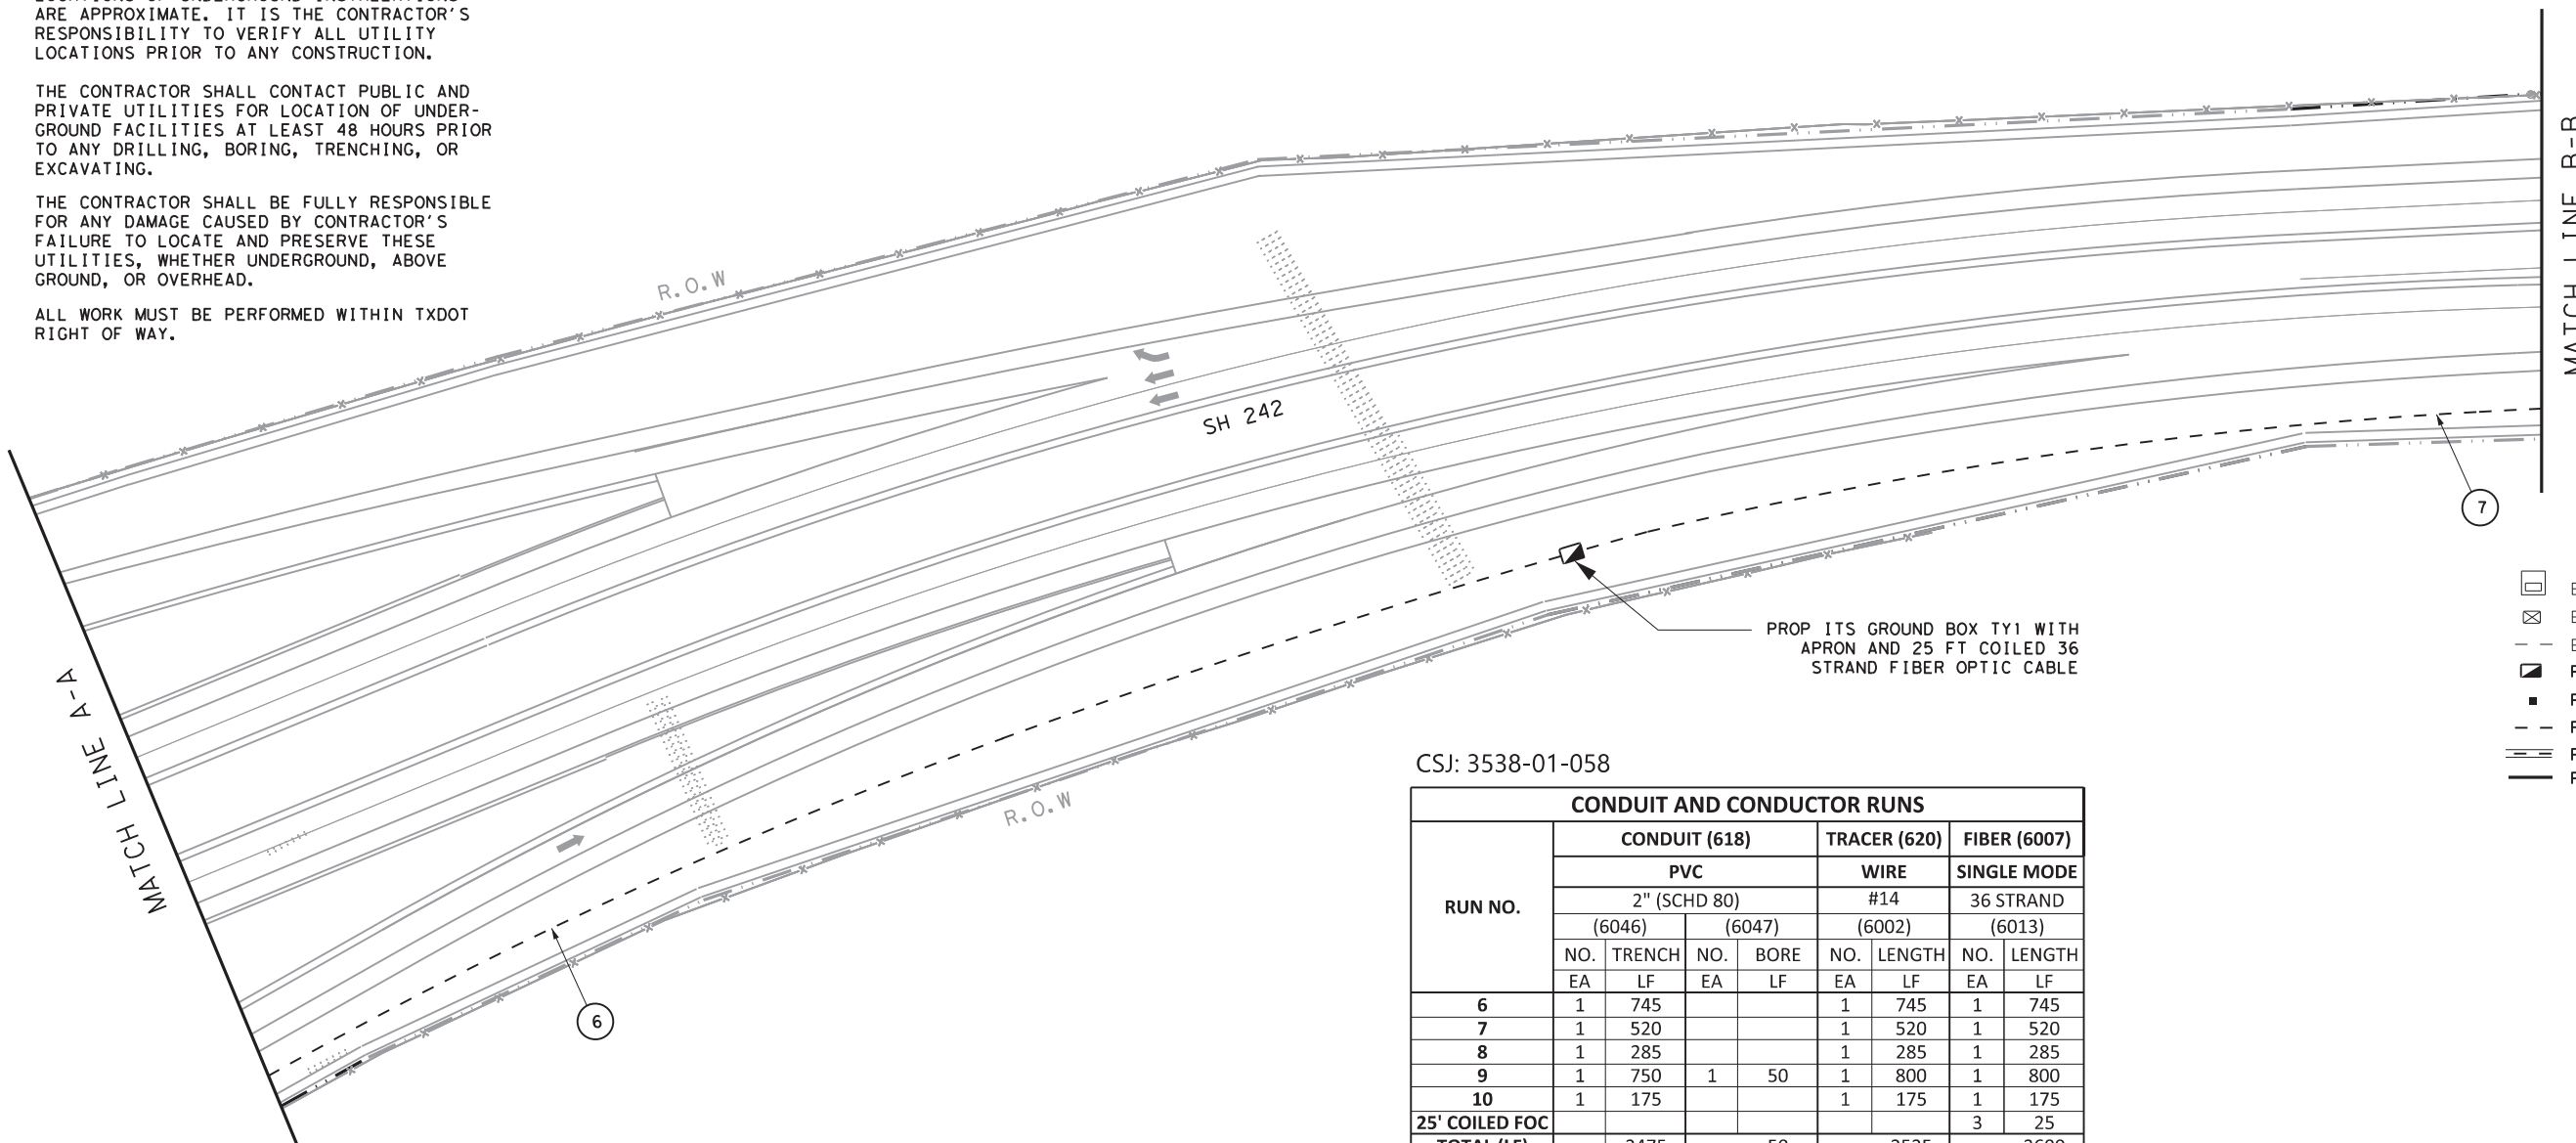 ARE APPROXIMATE. IT IS THE CONTRACTOR'S
RESPONSIBILITY TO VERIFY ALL UTILITY
LOCATIONS PRIOR TO ANY CONSTRUCTION.
THE CONTRACTOR SHALL CONTACT PUBLIC AND
PRIVATE UTILITIES FOR LOCATION OF UNDER-
GROUND FACILITIES AT LEAST 48 HOURS PRIOR
TO ANY DRILLING, BORING, TRENCHING, OR
EXCAVATING.
THE CONTRACTOR SHALL BE FULLY RESPONSIBLE
FOR ANY DAMAGE CAUSED BY CONTRACTOR'S
FAILURE TO LOCATE AND PRESERVE THESE
UTILITIES, WHETHER UNDERGROUND, ABOVE
GROUND, OR OVERHEAD.
ALL WORK MUST BE PERFORMED WITHIN TXDOT
RIGHT OF WAY.
R.O.W
SH 242
MATCH LINE B-B
7
PROP ITS GROUND BOX TY1 WITH
APRON AND 25 FT COILED 36
STRAND FIBER OPTIC CABLE
MATCH LINE A-A
R.O.W
6
CSJ: 3538-01-058
CONDUIT AND CONDUCTOR RUNS
RUN NO. CONDUIT (618) TRACER (620) FIBER (6007)
PVC WIRE SINGLE MODE
2" (SCHD 80) #14 36 STRAND
(6046) (6047) (6002) (6013)
NO. TRENCH NO. BORE NO. LENGTH NO. LENGTH
EA LF EA LF EA LF EA LF
6 1 745 1 745 1 745
7 1 520 1 520 1 520
8 1 285 1 285 1 285
9 1 750 1 50 1 800 1 800
10 1 175 1 175 1 175
25' COILED FOC 3 25